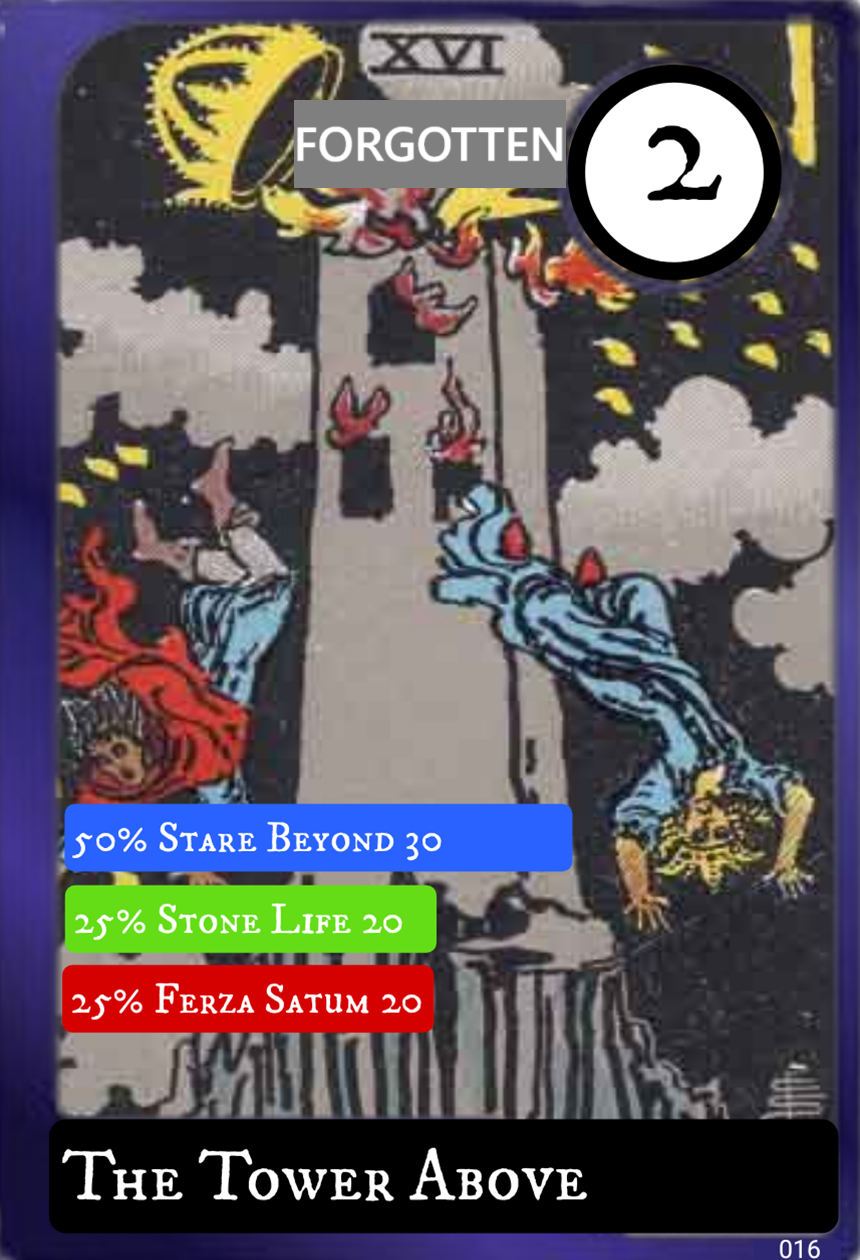 XVI
FORGOTTEN
2
50% Stare Beyond 30
25% Stone Life 20
25% Ferza Satum 20
The Tower Above
016